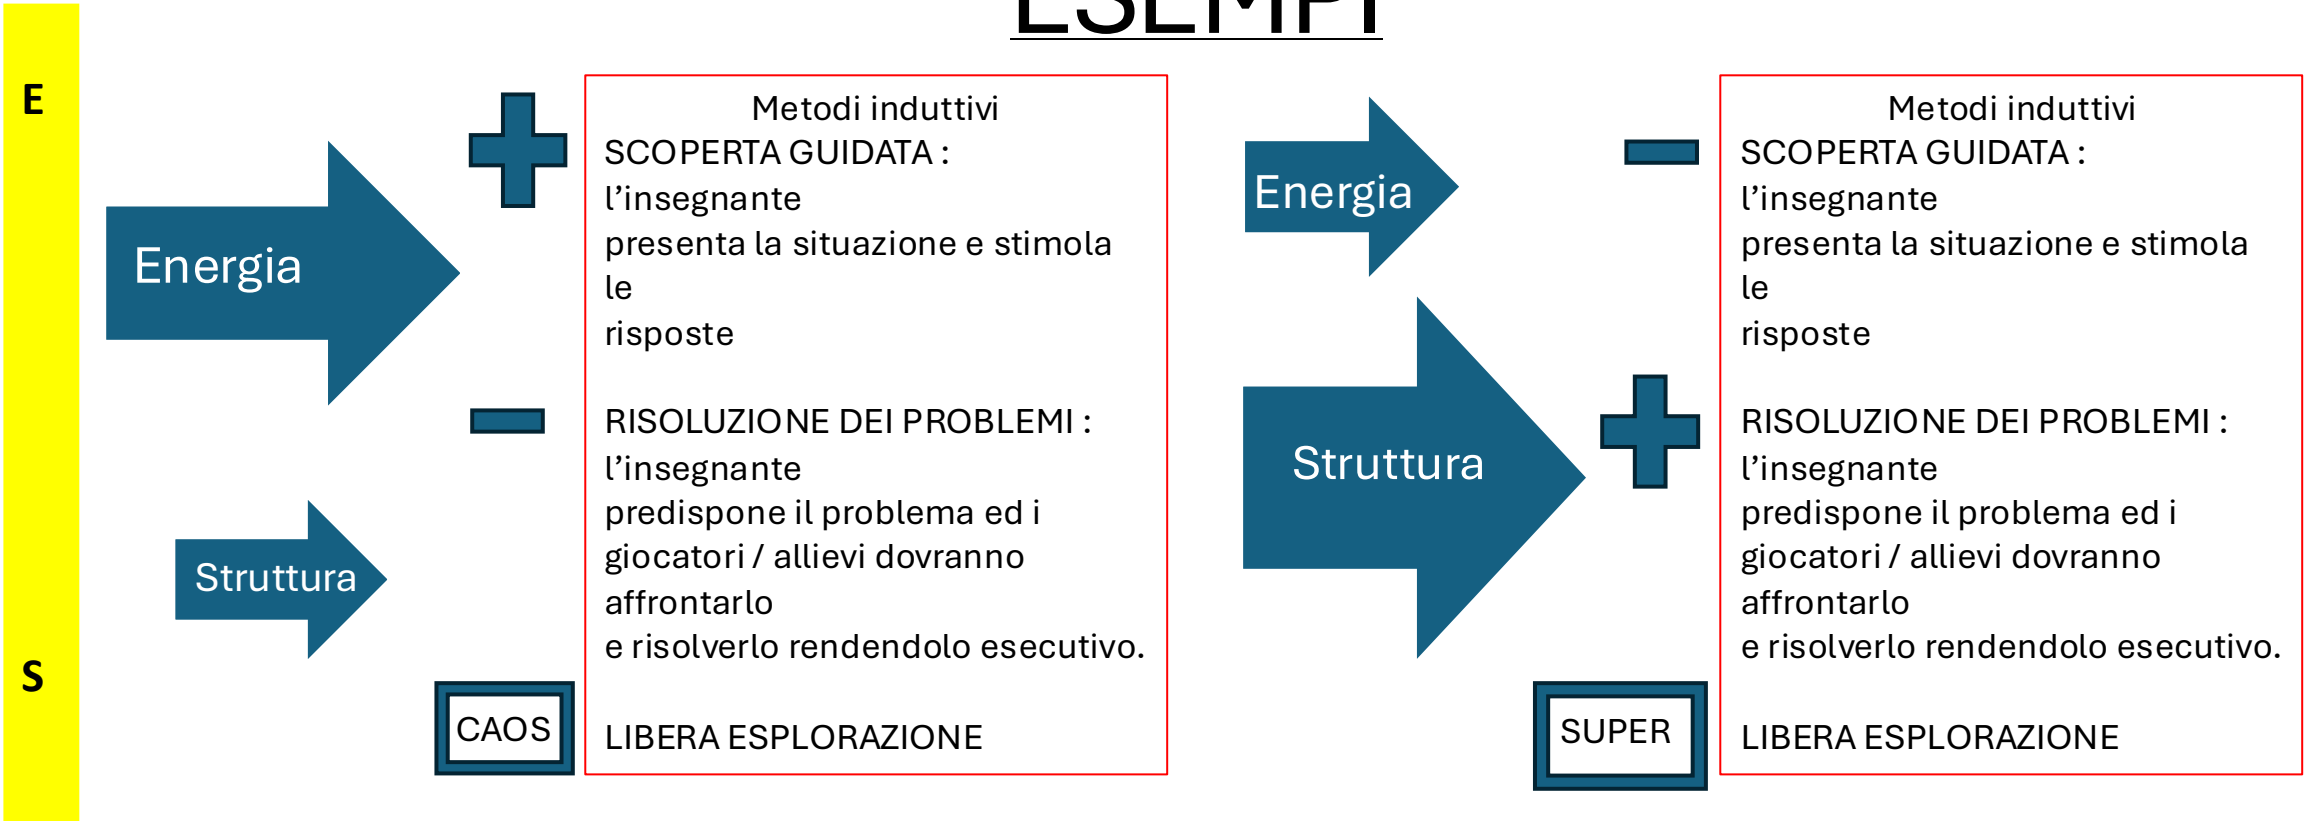 ESEMPI
E
S
Energia
Struttura
CAOS
Metodi induttivi
SCOPERTA GUIDATA :
l’insegnante
presenta la situazione e stimola
le
risposte
RISOLUZIONE DEI PROBLEMI :
l’insegnante
predispone il problema ed i
giocatori / allievi dovranno
affrontarlo
e risolverlo rendendolo esecutivo.
LIBERA ESPLORAZIONE
Energia
Struttura
SUPER
Metodi induttivi
SCOPERTA GUIDATA :
l’insegnante
presenta la situazione e stimola
le
risposte
RISOLUZIONE DEI PROBLEMI :
l’insegnante
predispone il problema ed i
giocatori / allievi dovranno
affrontarlo
e risolverlo rendendolo esecutivo.
LIBERA ESPLORAZIONE